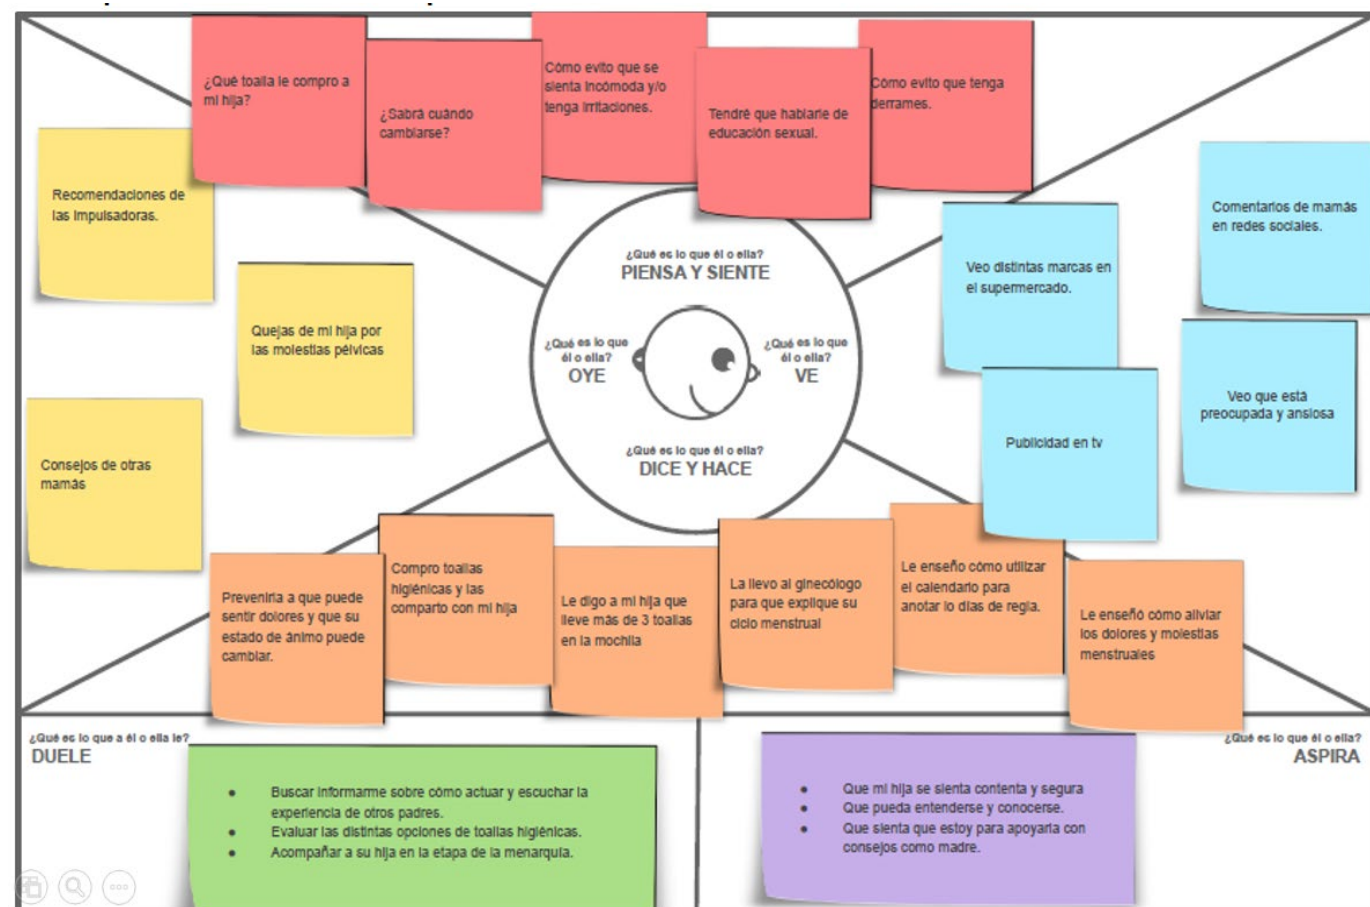 ¿Qué toalla le compro a
mi hija?
¿Sabrá cuándo
cambiarse?
Cómo evito que se
sienta incómoda y/o
tenga irritaciones.
Tendré que hablarle de
educación sexual.
Cómo evito que tenga
derrames.
Recomendaciones de
las impulsadoras.
Quejas de mi hija por
las molestias pélvicas
Consejos de otras
mamás
¿Qué es lo que él o ella?
PIENSA Y SIENTE
¿Qué es lo que
él o ella?
OYE
¿Qué es lo que
él o ella?
VE
¿Qué es lo que él o ella?
DICE Y HACE
Veo distintas marcas en
el supermercado.
Comentarios de mamás
en redes sociales.
Publicidad en tv
Veo que está
preocupada y ansiosa
Prevenirla a que puede
sentir dolores y que su
estado de ánimo puede
cambiar.
Compro toallas
higiénicas y las
comparto con mi hija
Le digo a mi hija que
lleve más de 3 toallas
en la mochila
La llevo al ginecólogo
para que explique su
ciclo menstrual
Le enseño cómo utilizar
el calendario para
anotar lo días de regla.
Le enseñó cómo aliviar
los dolores y molestias
menstruales
¿Qué es lo que a él o ella le?
DUELE
• Buscar informarme sobre cómo actuar y escuchar la
experiencia de otros padres.
• Evaluar las distintas opciones de toallas higiénicas.
• Acompañar a su hija en la etapa de la menarquia.
¿Qué es lo que él o ella?
ASPIRA
• Que mi hija se sienta contenta y segura
• Que pueda entenderse y conocerse.
• Que sienta que estoy para apoyarla con
consejos como madre.